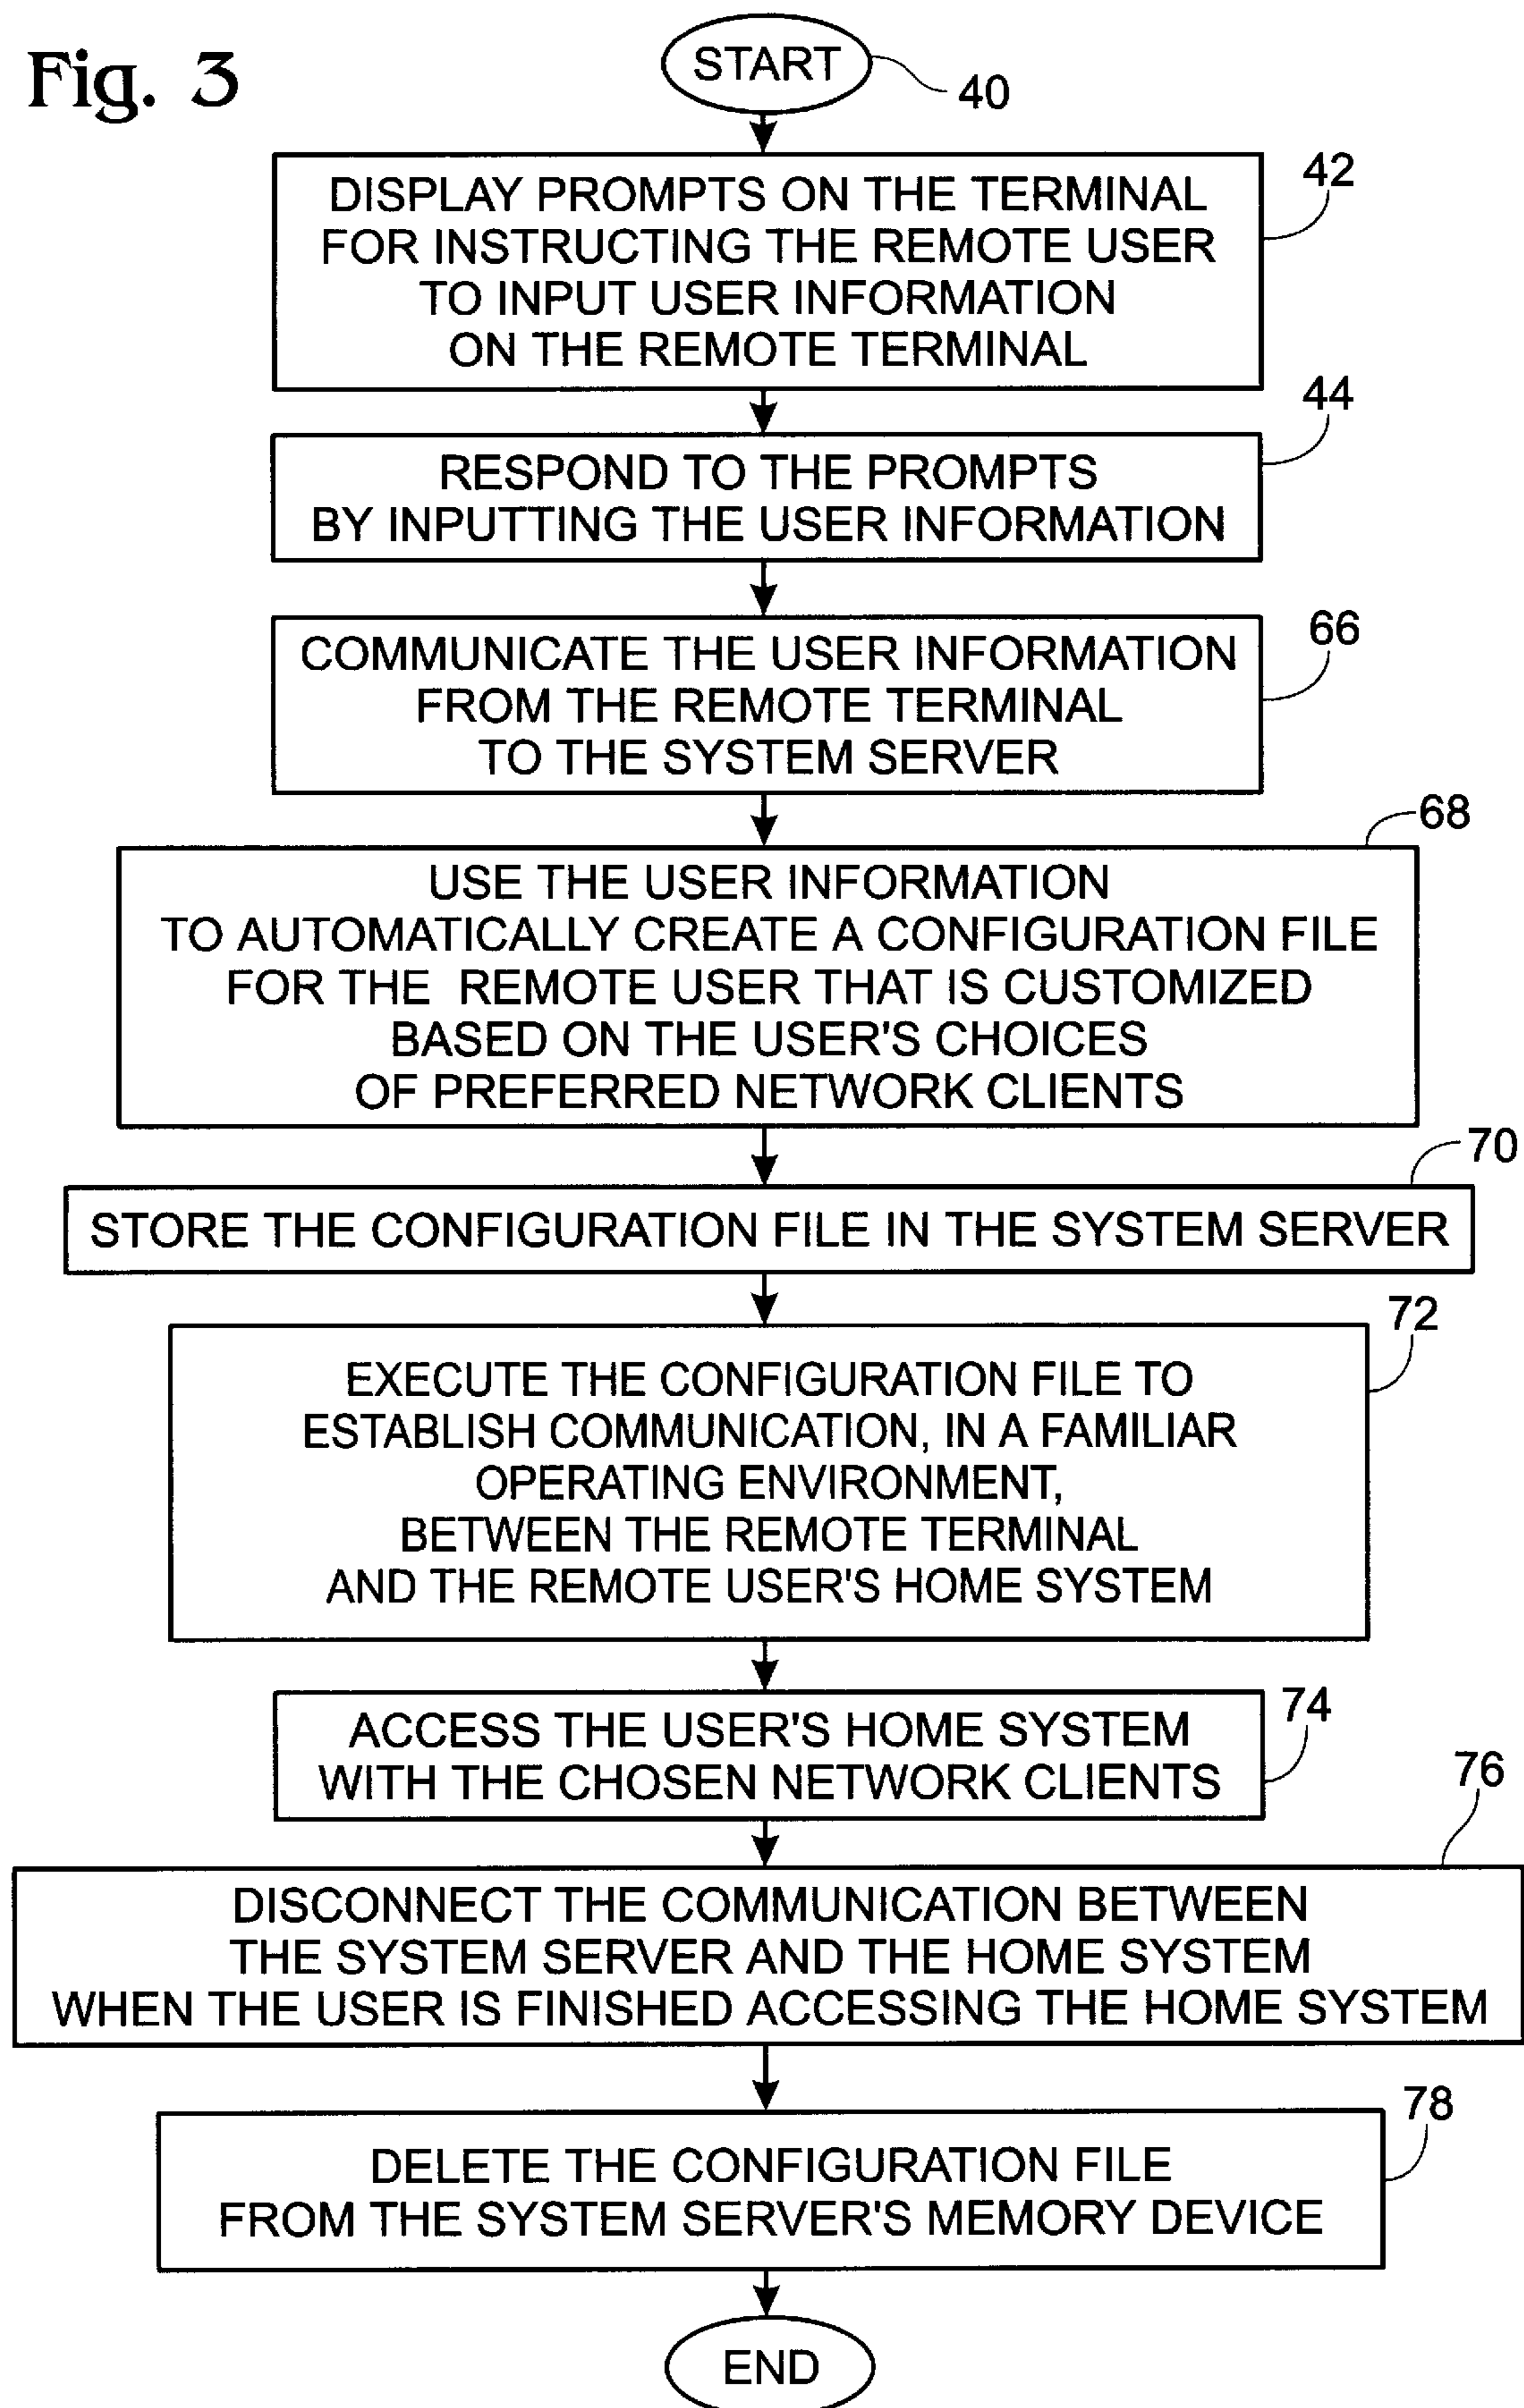 Fig. 3
START
40
DISPLAY PROMPTS ON THE TERMINAL
FOR INSTRUCTING THE REMOTE USER
TO INPUT USER INFORMATION
ON THE REMOTE TERMINAL
42
RESPOND TO THE PROMPTS
BY INPUTTING THE USER INFORMATION
44
COMMUNICATE THE USER INFORMATION
FROM THE REMOTE TERMINAL
TO THE SYSTEM SERVER
66
USE THE USER INFORMATION
TO AUTOMATICALLY CREATE A CONFIGURATION FILE
FOR THE REMOTE USER THAT IS CUSTOMIZED
BASED ON THE USER'S CHOICES
OF PREFERRED NETWORK CLIENTS
68
STORE THE CONFIGURATION FILE IN THE SYSTEM SERVER
70
EXECUTE THE CONFIGURATION FILE TO
ESTABLISH COMMUNICATION, IN A FAMILIAR
OPERATING ENVIRONMENT,
BETWEEN THE REMOTE TERMINAL
AND THE REMOTE USER'S HOME SYSTEM
72
ACCESS THE USER'S HOME SYSTEM
WITH THE CHOSEN NETWORK CLIENTS
74
DISCONNECT THE COMMUNICATION BETWEEN
THE SYSTEM SERVER AND THE HOME SYSTEM
WHEN THE USER IS FINISHED ACCESSING THE HOME SYSTEM
76
DELETE THE CONFIGURATION FILE
FROM THE SYSTEM SERVER'S MEMORY DEVICE
78
END